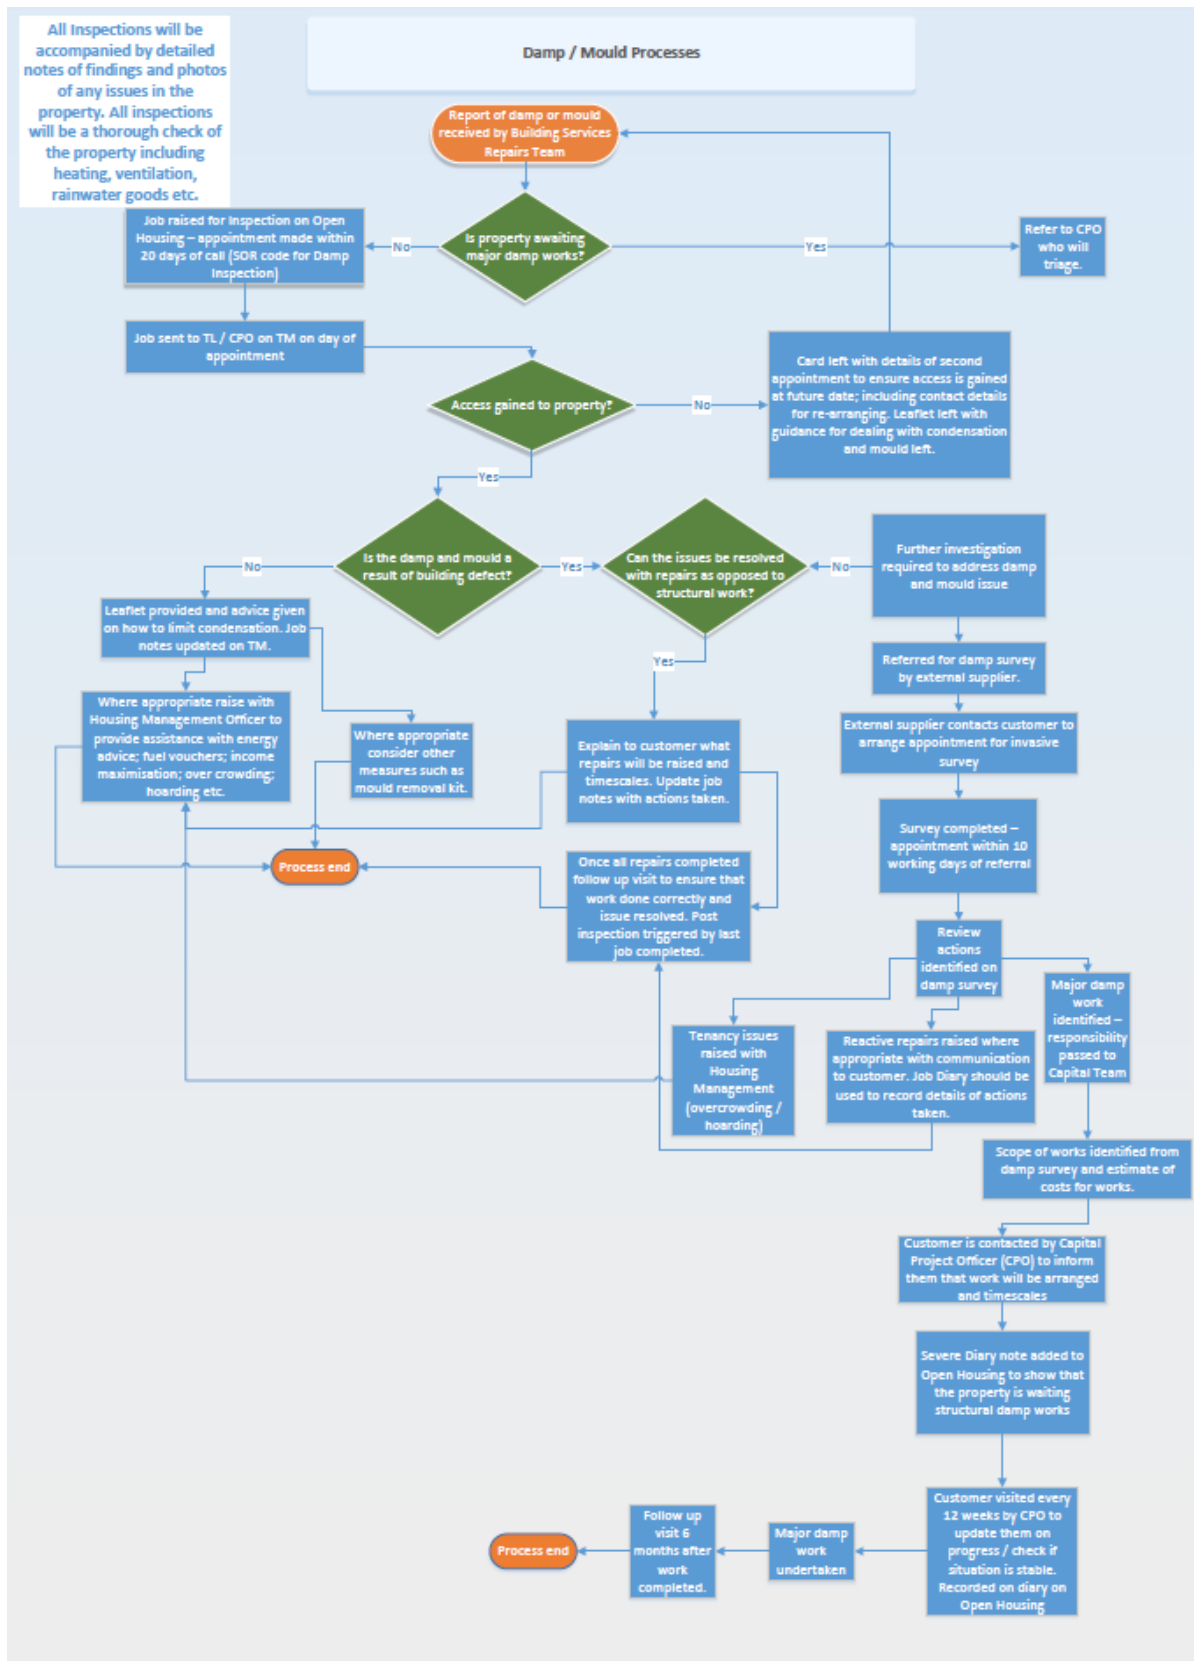 All Inspections will be
accompanied by detailed
notes of findings and photos
of any issues in the
property. All inspections
will be a thorough check of
the property including
heating, ventilation,
rainwater goods etc.
Damp / Mould Processes
Report of damp or mould
received by Building Services
Repairs Team
Is property awaiting
major damp works?
No
Yes
Job raised for Inspection on Open
Housing – appointment made within
20 days of call (SOR code for Damp
Inspection)
Refer to CPO
who will
triage.
Job sent to TL / CPO on TM on day of
appointment
Access gained to property?
No
Yes
Card left with details of second
appointment to ensure access is gained
at future date; including contact details
for re-arranging. Leaflet left with
guidance for dealing with condensation
and mould left.
Is the damp and mould a
result of building defect?
No
Yes
Can the issues be resolved
with repairs as opposed to
structural work?
No
Yes
Further investigation
required to address damp
and mould issue
Leaflet provided and advice given
on how to limit condensation. Job
notes updated on TM.
Referred for damp survey
by external supplier.
Where appropriate raise with
Housing Management Officer to
provide assistance with energy
advice; fuel vouchers; income
maximisation; over crowding;
hoarding etc.
Where appropriate
consider other
measures such as
mould removal kit.
Explain to customer what
repairs will be raised and
timescales. Update job
notes with actions taken.
External supplier contacts customer to
arrange appointment for invasive
survey
Survey completed –
appointment within 10
working days of referral
Process end
Once all repairs completed
follow up visit to ensure that
work done correctly and
issue resolved. Post
inspection triggered by last
job completed.
Review
actions
identified on
damp survey
Major damp
work
identified –
responsibility
passed to
Capital Team
Tenancy issues
raised with
Housing
Management
(overcrowding /
hoarding)
Reactive repairs raised where
appropriate with communication
to customer. Job Diary should be
used to record details of actions
taken.
Scope of works identified from
damp survey and estimate of
costs for works.
Customer is contacted by Capital
Project Officer (CPO) to inform
them that work will be arranged
and timescales
Severe Diary note added to
Open Housing to show that
the property is waiting
structural damp works
Customer visited every
12 weeks by CPO to
update them on
progress / check if
situation is stable.
Recorded on diary on
Open Housing
Major damp
work
undertaken
Follow up
visit 6
months after
work
completed.
Process end